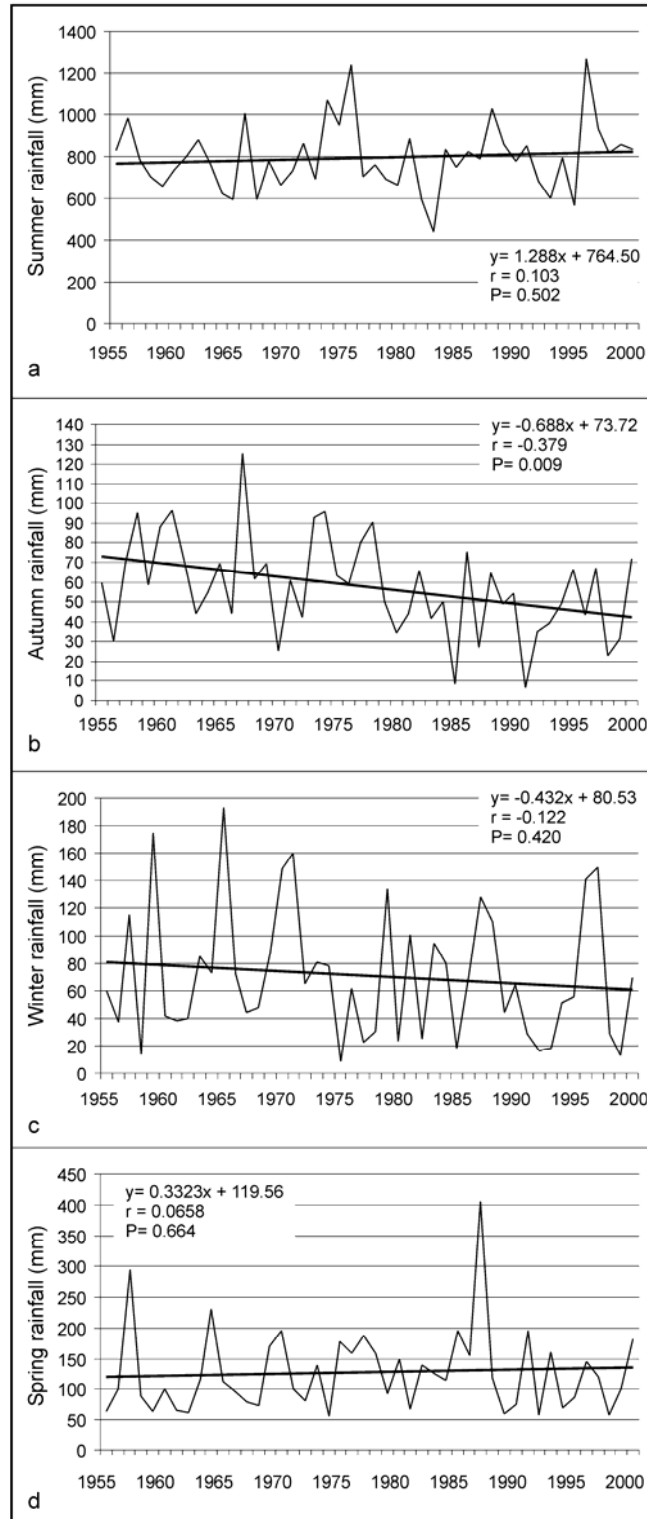 1400
1200
1000
800
600
400
200
0
Summer rainfall (mm)
y= 1.288x + 764.50
r = 0.103
P= 0.502
1955 1960 1965 1970 1975 1980 1985 1990 1995 2000
a
140
130
120
110
100
90
80
70
60
50
40
30
20
10
0
Autumn rainfall (mm)
y= -0.688x + 73.72
r = -0.379
P= 0.009
1955 1960 1965 1970 1975 1980 1985 1990 1995 2000
b
200
180
160
140
120
100
80
60
40
20
0
Winter rainfall (mm)
y= -0.432x + 80.53
r = -0.122
P= 0.420
1955 1960 1965 1970 1975 1980 1985 1990 1995 2000
c
450
400
350
300
250
200
150
100
50
0
Spring rainfall (mm)
y= 0.3323x + 119.56
r = 0.0658
P= 0.664
1955 1960 1965 1970 1975 1980 1985 1990 1995 2000
d